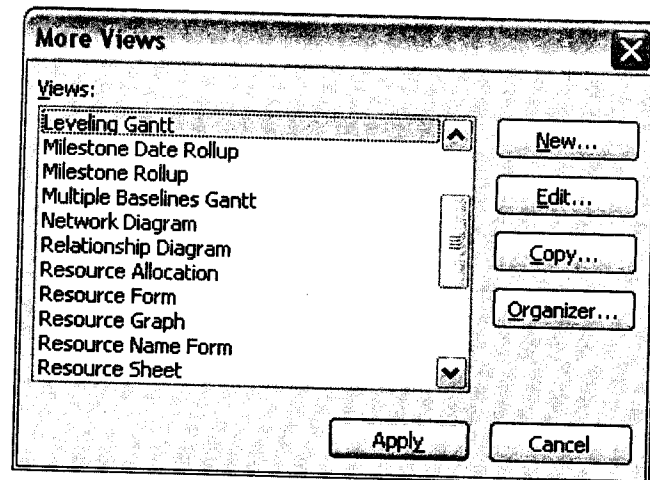 More Views
Views:
Leveling Gantt
Milestone Date Rollup
Milestone Rollup
Multiple Baselines Gantt
Network Diagram
Relationship Diagram
Resource Allocation
Resource Form
Resource Graph
Resource Name Form
Resource Sheet
New...
Edit...
Copy...
Organizer...
Apply
Cancel